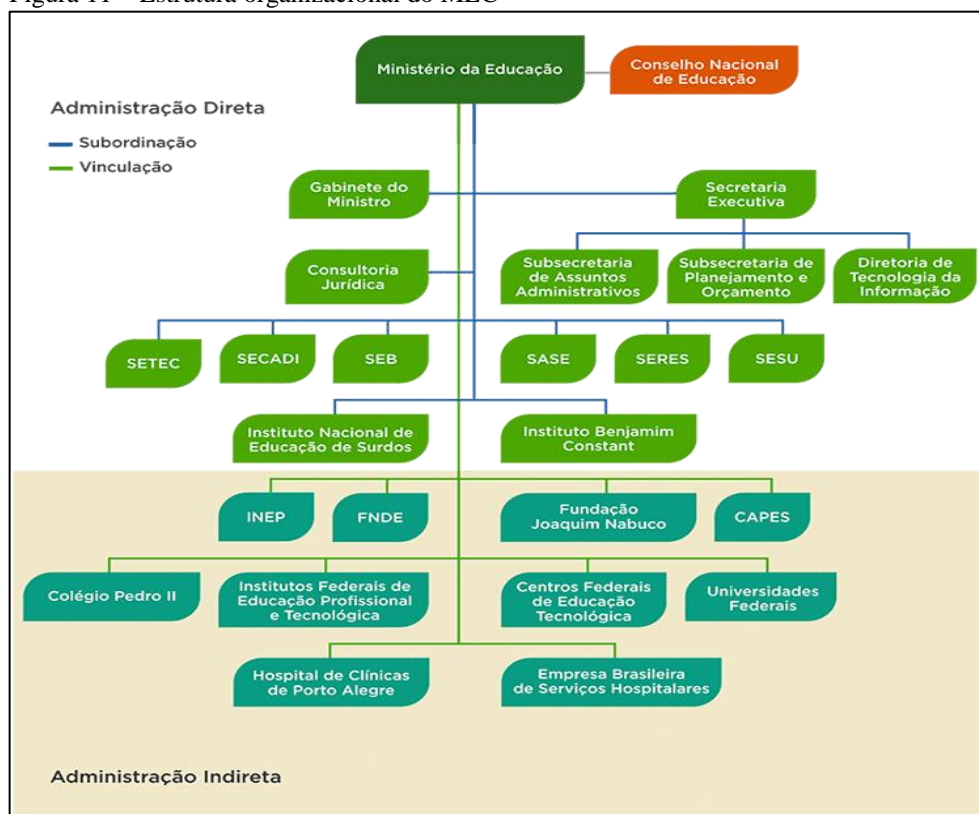 Figura 11 – Estrutura organizacional do MEC
Ministério da Educação
Conselho Nacional
de Educação
Administração Direta
Subordinação
Vinculação
Gabinete do
Ministro
Secretaria
Executiva
Consultoria
Jurídica
Subsecretaria
de Assuntos
Administrativos
Subsecretaria de
Planejamento e
Orçamento
Diretoria de
Tecnologia da
Informação
SETEC
SECADI
SEB
SASE
SERES
SESU
Instituto Nacional de
Educação de Surdos
Instituto Benjamim
Constant
INEP
FNDE
Fundação
Joaquim Nabuco
CAPES
Colégio Pedro II
Institutos Federais de
Educação Profissional
e Tecnológica
Centros Federais
de Educação
Tecnológica
Universidades
Federais
Hospital de Clínicas
de Porto Alegre
Empresa Brasileira
de Serviços Hospitalares
Administração Indireta